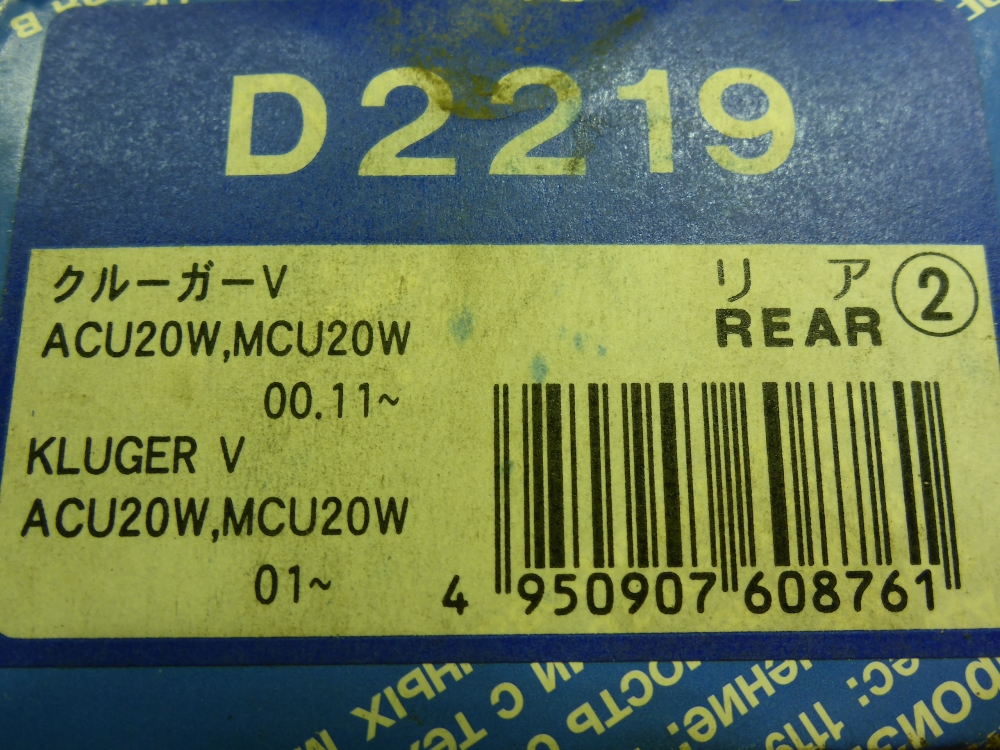 D2219
クルーガーV
リア ②
REAR
ACU20W,MCU20W
00.11~
KLUGER V
ACU20W,MCU20W
01~
4 950907 608761